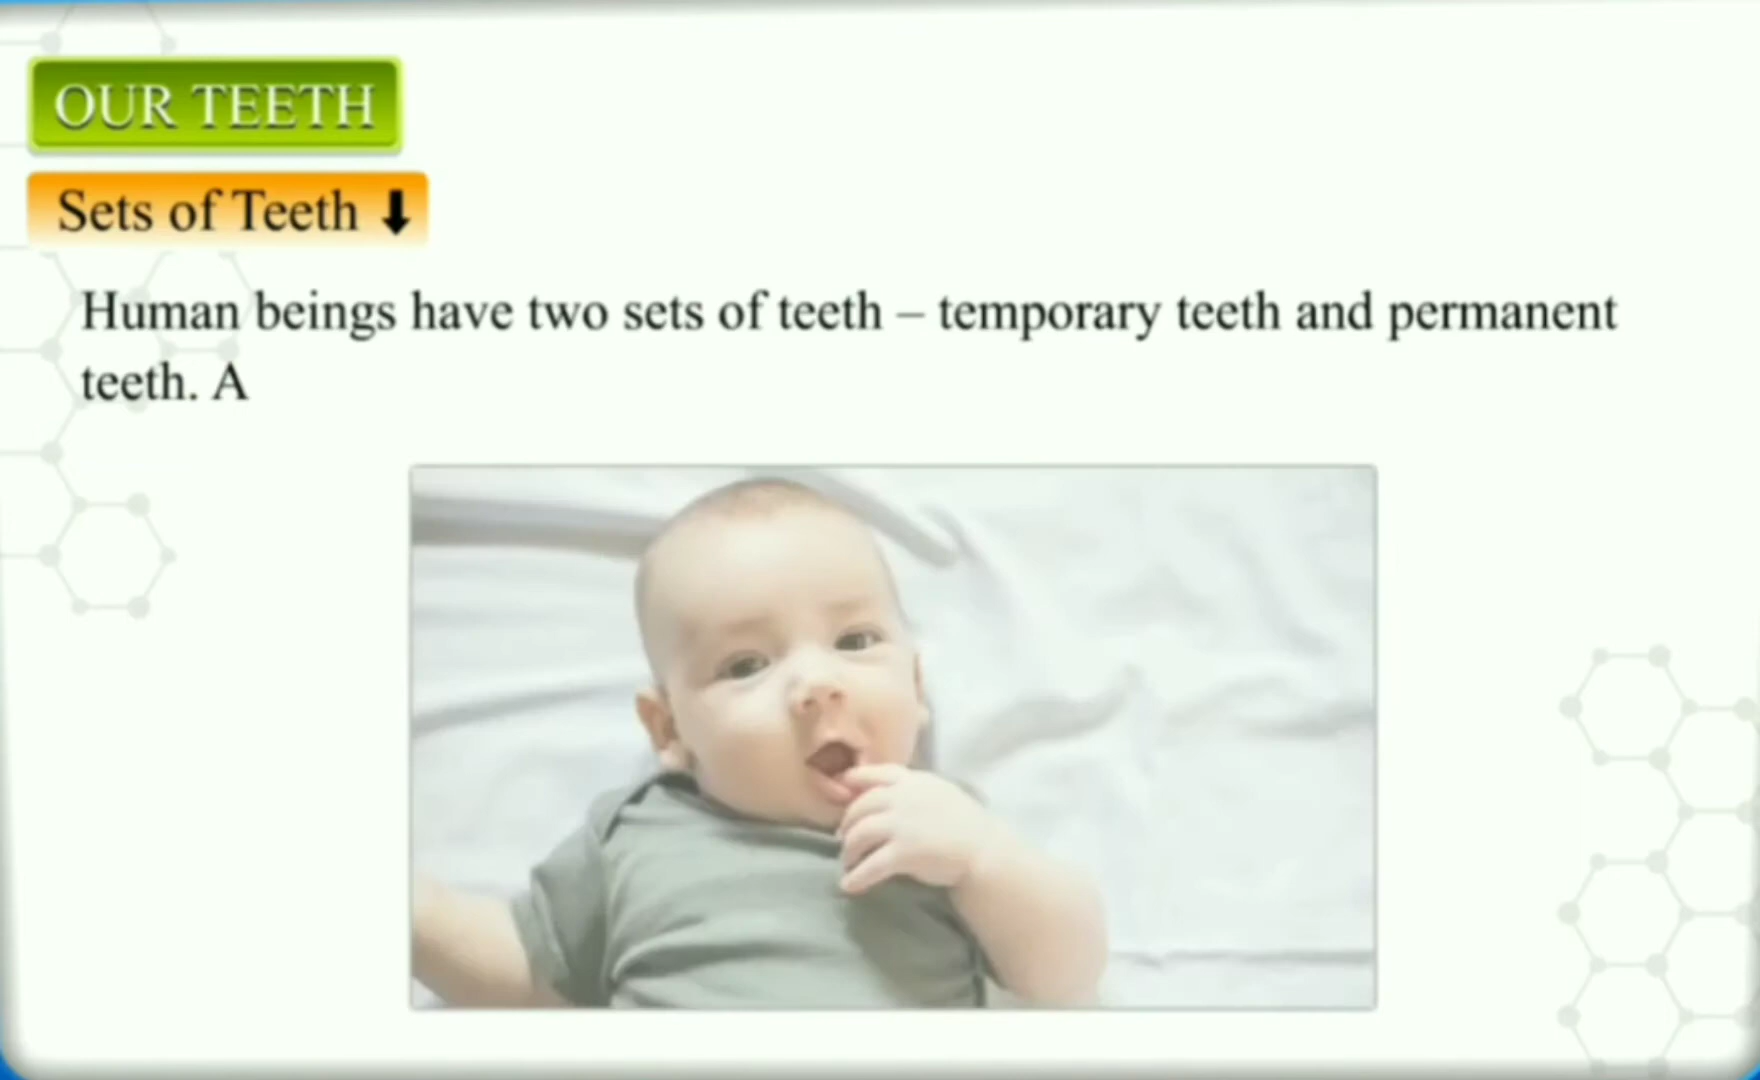 OUR TEETH
Sets of Teeth ⬇
Human beings have two sets of teeth – temporary teeth and permanent
teeth. A